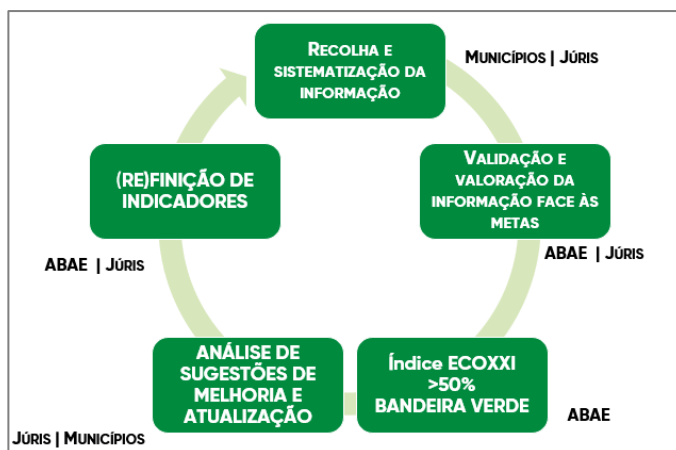 RECOLHA E
SISTEMATIZAÇÃO DA
INFORMAÇÃO
MUNICÍPIOS | JÚRIS
VALIDAÇÃO E
VALORAÇÃO DA
INFORMAÇÃO FACE ÀS
METAS
ABAE | JÚRIS
Índice ECOXXI
>50%
BANDEIRA VERDE
ABAE
ANÁLISE DE
SUGESTÕES DE
MELHORIA E
ATUALIZAÇÃO
JÚRIS | MUNICÍPIOS
(RE)FINIÇÃO DE
INDICADORES
ABAE | JÚRIS